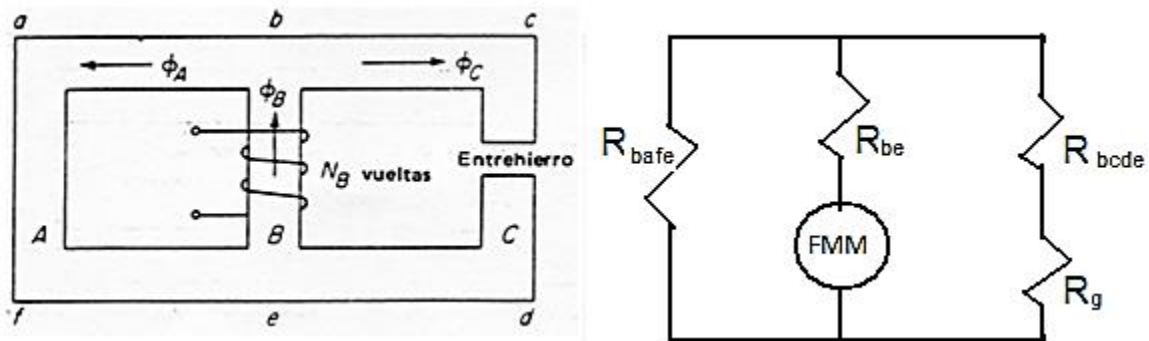 a b c
ϕA ϕC
ϕB
Entrehierro
NB vueltas
A B C
f e d
Rbafe
Rbe
Rbcde
FMM
Rg